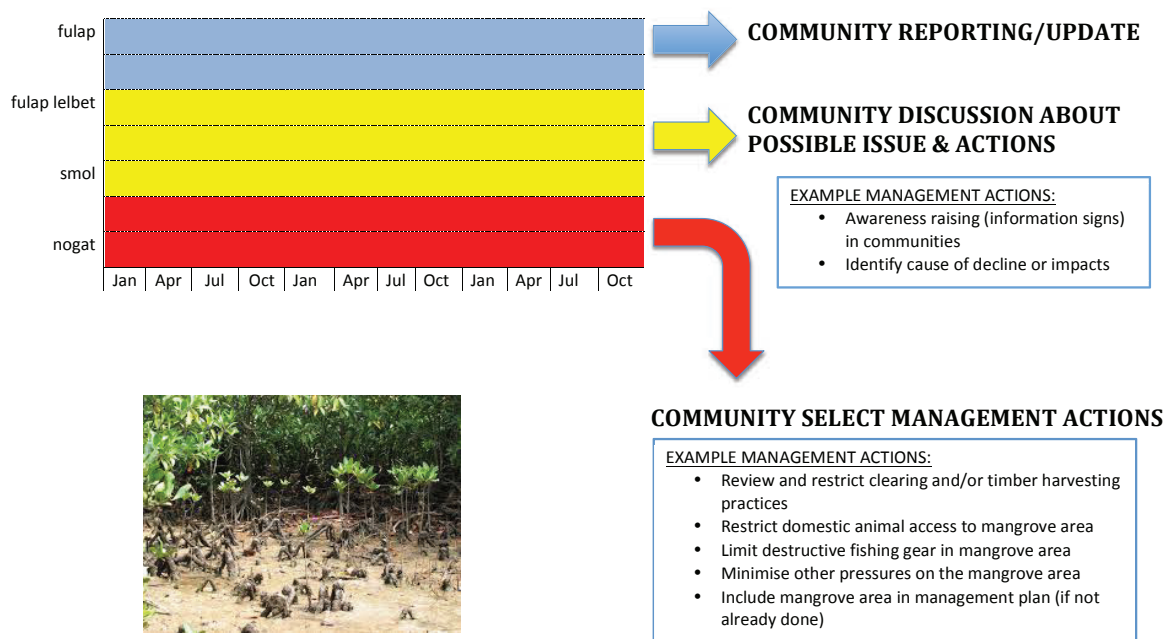 fulap
fulap lelbet
smol
nogat
Jan Apr Jul Oct Jan Apr Jul Oct Jan Apr Jul Oct
COMMUNITY REPORTING/UPDATE
COMMUNITY DISCUSSION ABOUT
POSSIBLE ISSUE & ACTIONS
EXAMPLE MANAGEMENT ACTIONS:
• Awareness raising (information signs)
in communities
• Identify cause of decline or impacts
COMMUNITY SELECT MANAGEMENT ACTIONS
EXAMPLE MANAGEMENT ACTIONS:
• Review and restrict clearing and/or timber harvesting
practices
• Restrict domestic animal access to mangrove area
• Limit destructive fishing gear in mangrove area
• Minimise other pressures on the mangrove area
• Include mangrove area in management plan (if not
already done)